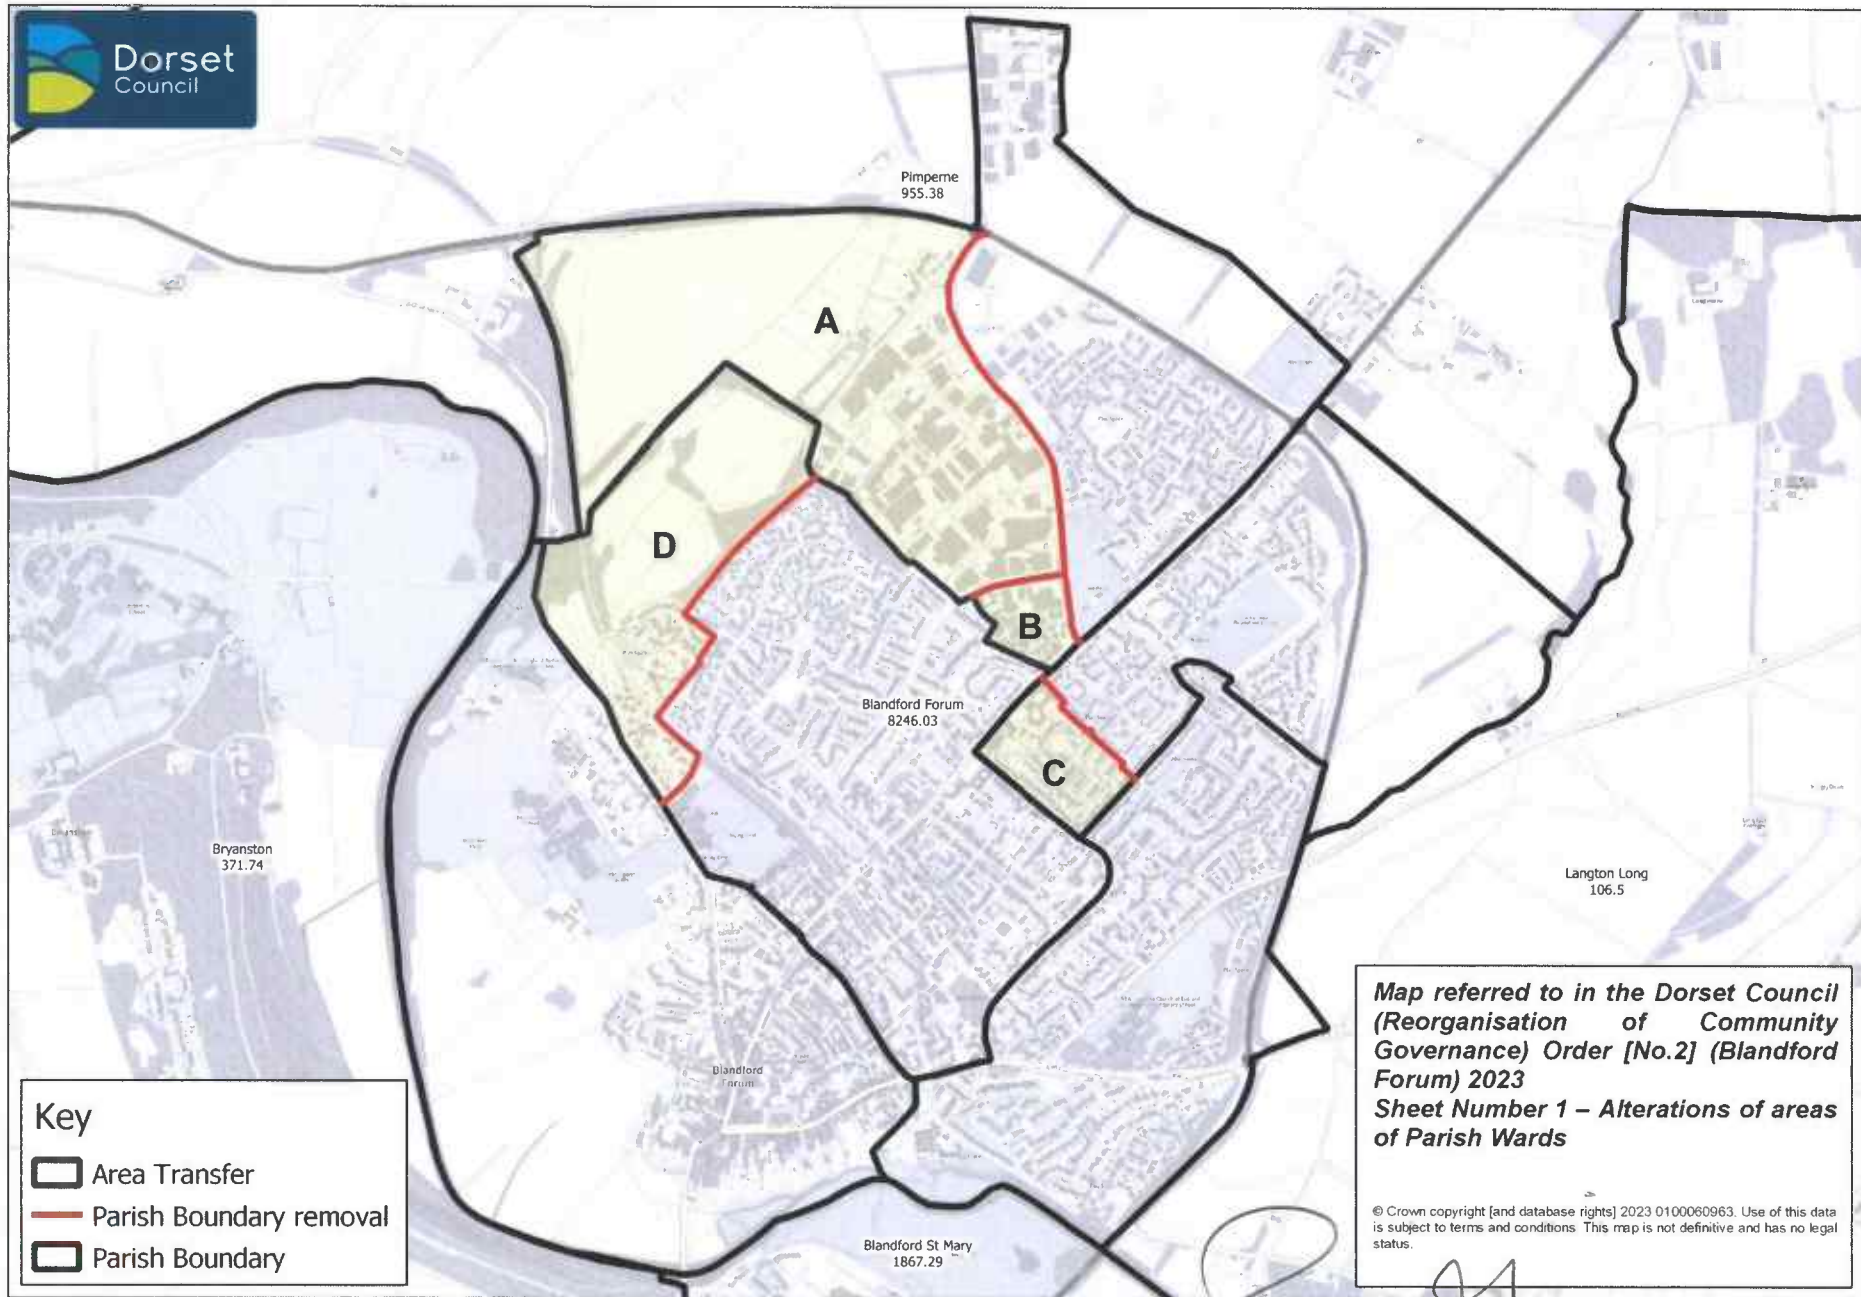 Dorset
Council
Pimperne
955.38
A
D
B
Blandford Forum
8246.03
C
Bryanston
371.74
Langton Long
106.5
Blandford
Forum
Blandford St Mary
1867.29
Key
Area Transfer
Parish Boundary removal
Parish Boundary
Map referred to in the Dorset Council
(Reorganisation of Community
Governance) Order [No.2] (Blandford
Forum) 2023
Sheet Number 1 – Alterations of areas
of Parish Wards
© Crown copyright [and database rights] 2023 0100060963. Use of this data
is subject to terms and conditions. This map is not definitive and has no legal
status.